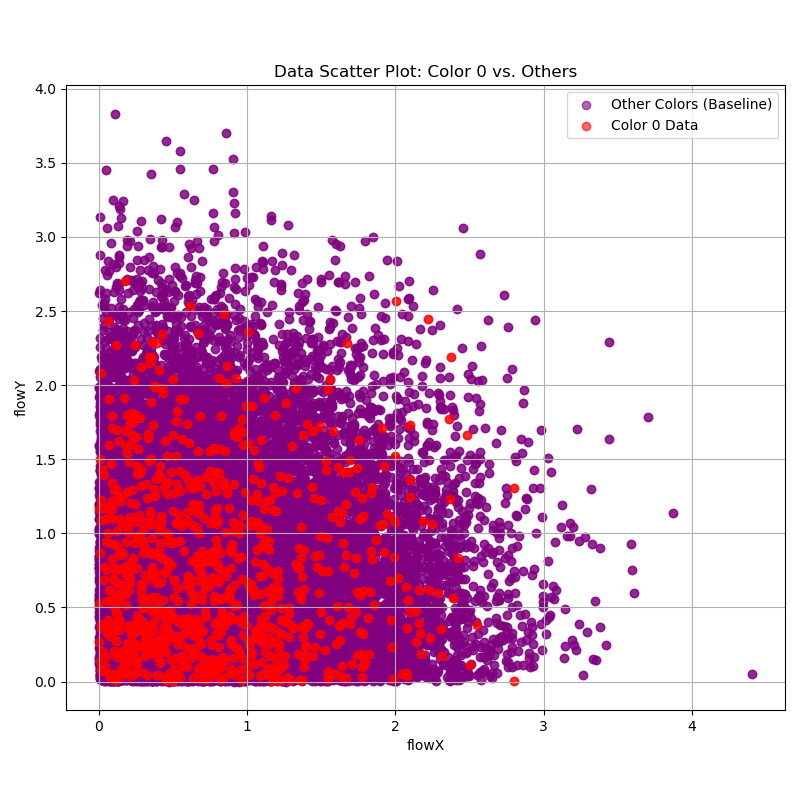 Data Scatter Plot: Color 0 vs. Others
Other Colors (Baseline)
Color 0 Data
flowY
4.0
3.5
3.0
2.5
2.0
1.5
1.0
0.5
0.0
0 1 2 3 4
flowX